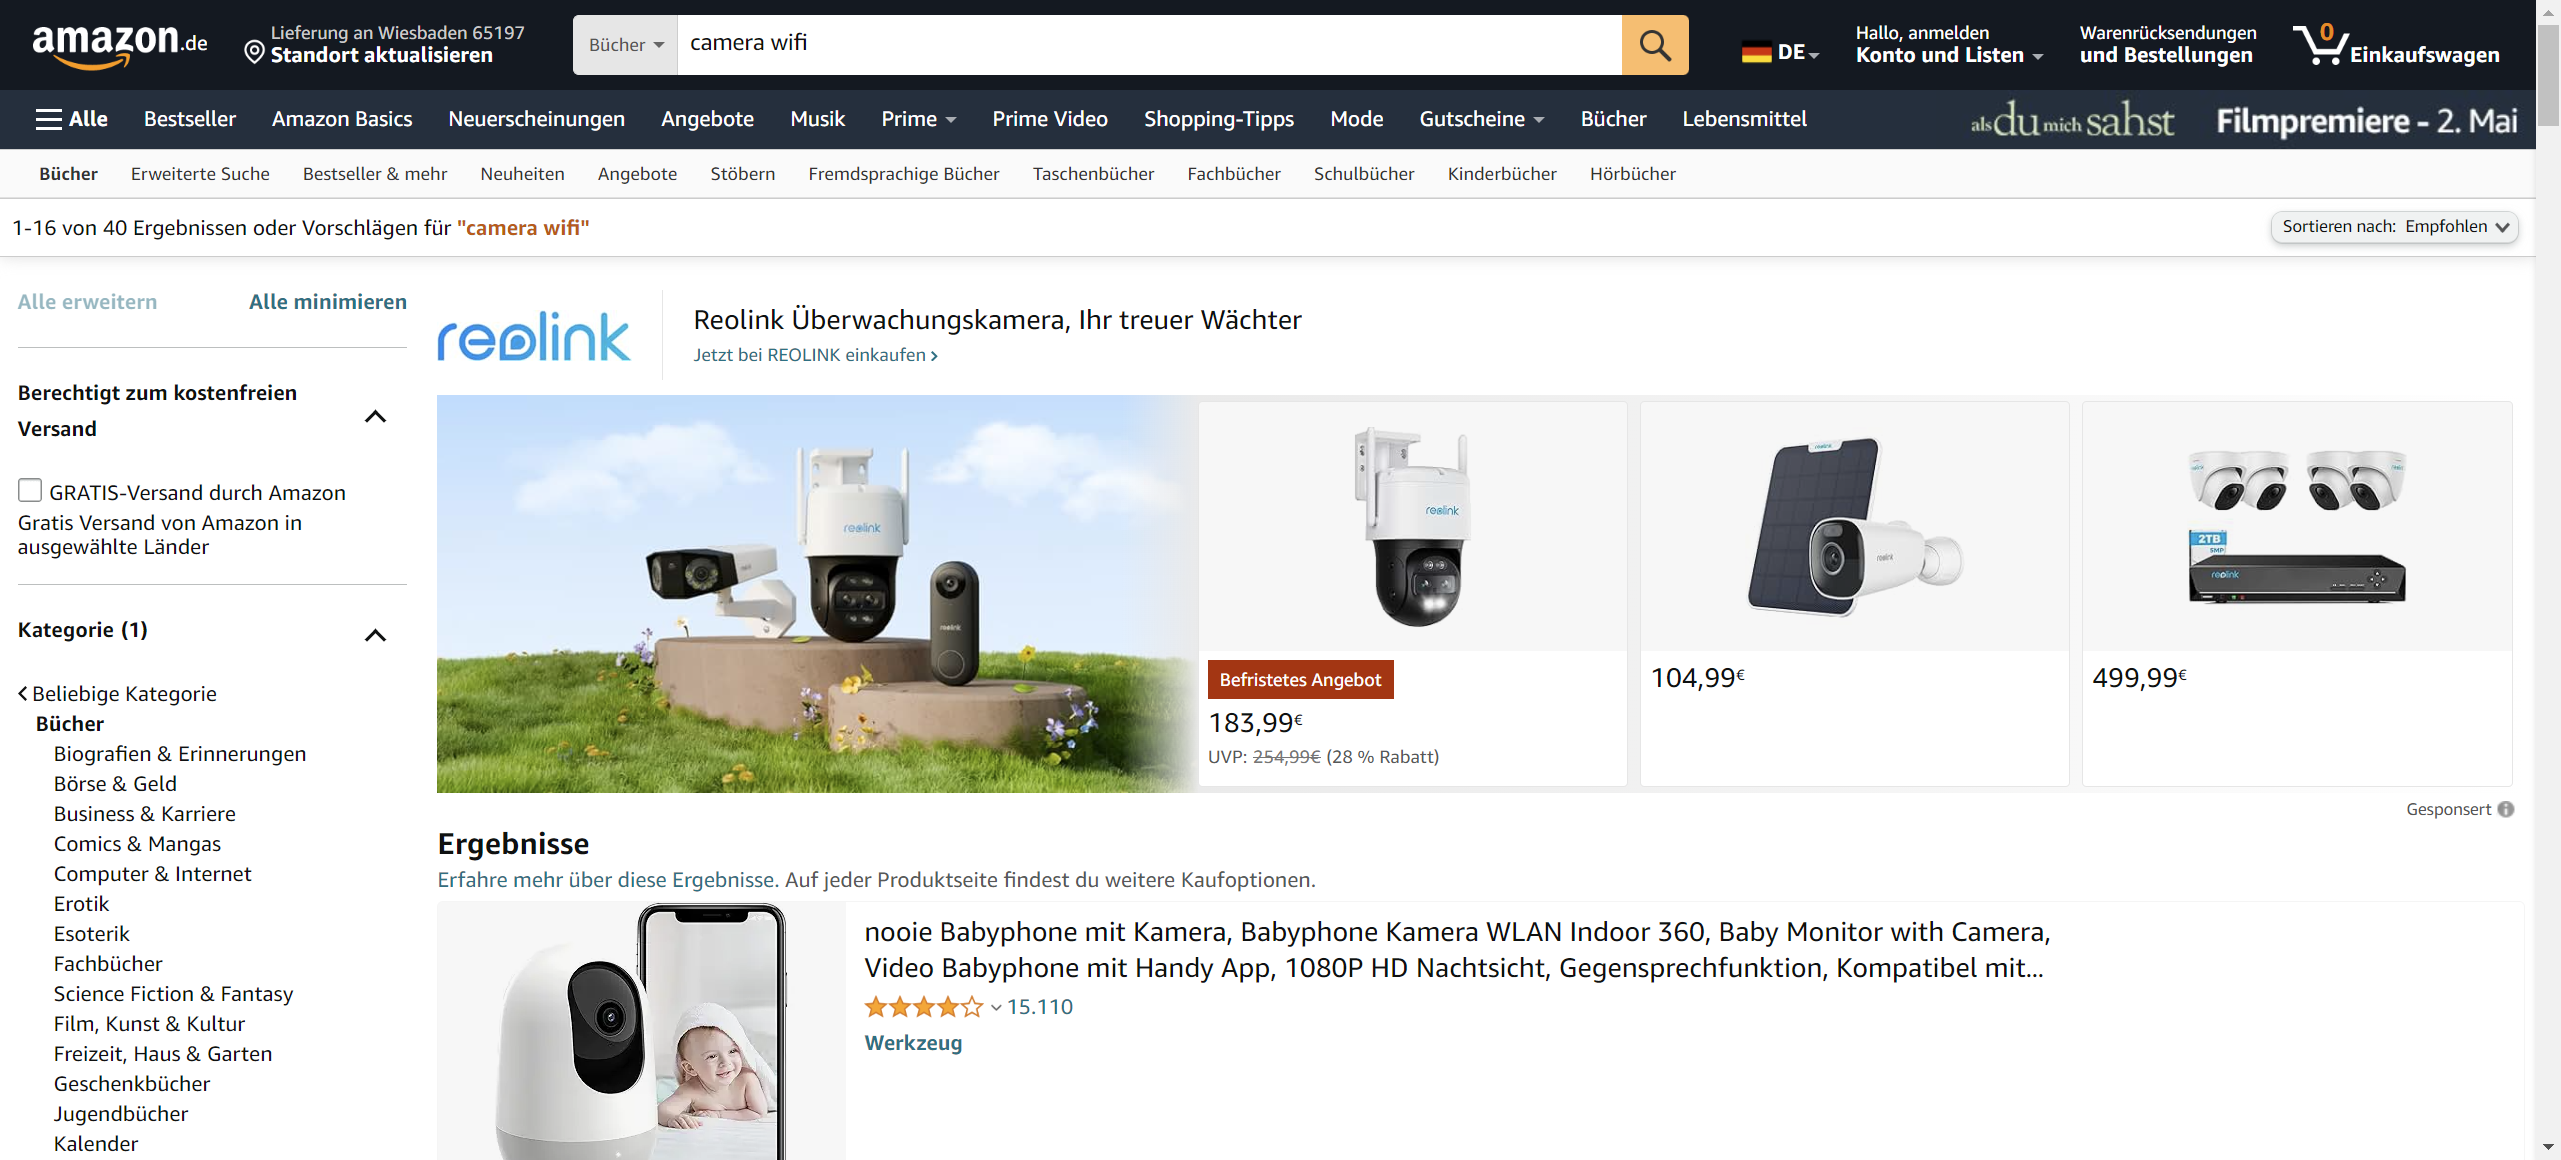 amazon.de
Lieferung an Wiesbaden 65197
Standort aktualisieren
Bücher
camera wifi
DE
Hallo, anmelden
Konto und Listen
Warenrücksendungen
und Bestellungen
0
Einkaufswagen
Alle
Bestseller
Amazon Basics
Neuerscheinungen
Angebote
Musik
Prime
Prime Video
Shopping-Tipps
Mode
Gutscheine
Bücher
Lebensmittel
als du mich sahst
Filmpremiere - 2. Mai
Bücher
Erweiterte Suche
Bestseller & mehr
Neuheiten
Angebote
Stöbern
Fremdsprachige Bücher
Taschenbücher
Fachbücher
Schulbücher
Kinderbücher
Hörbücher
1-16 von 40 Ergebnissen oder Vorschlägen für "camera wifi"
Sortieren nach: Empfohlen
Alle erweitern
Alle minimieren
Berechtigt zum kostenfreien
Versand
GRATIS-Versand durch Amazon
Gratis Versand von Amazon in
ausgewählte Länder
Kategorie (1)
Beliebige Kategorie
Bücher
Biografien & Erinnerungen
Börse & Geld
Business & Karriere
Comics & Mangas
Computer & Internet
Erotik
Esoterik
Fachbücher
Science Fiction & Fantasy
Film, Kunst & Kultur
Freizeit, Haus & Garten
Geschenkbücher
Jugendbücher
Kalender
reolink
Reolink Überwachungskamera, Ihr treuer Wächter
Jetzt bei REOLINK einkaufen
reolink
reolink
reolink
Befristetes Angebot
183,99€
UVP: 254,99€ (28 % Rabatt)
reolink
reolink
104,99€
2TB
5MP
reolink
499,99€
Gesponsert
Ergebnisse
Erfahre mehr über diese Ergebnisse. Auf jeder Produktseite findest du weitere Kaufoptionen.
nooie Babyphone mit Kamera, Babyphone Kamera WLAN Indoor 360, Baby Monitor with Camera,
Video Babyphone mit Handy App, 1080P HD Nachtsicht, Gegensprechfunktion, Kompatibel mit...
15.110
Werkzeug